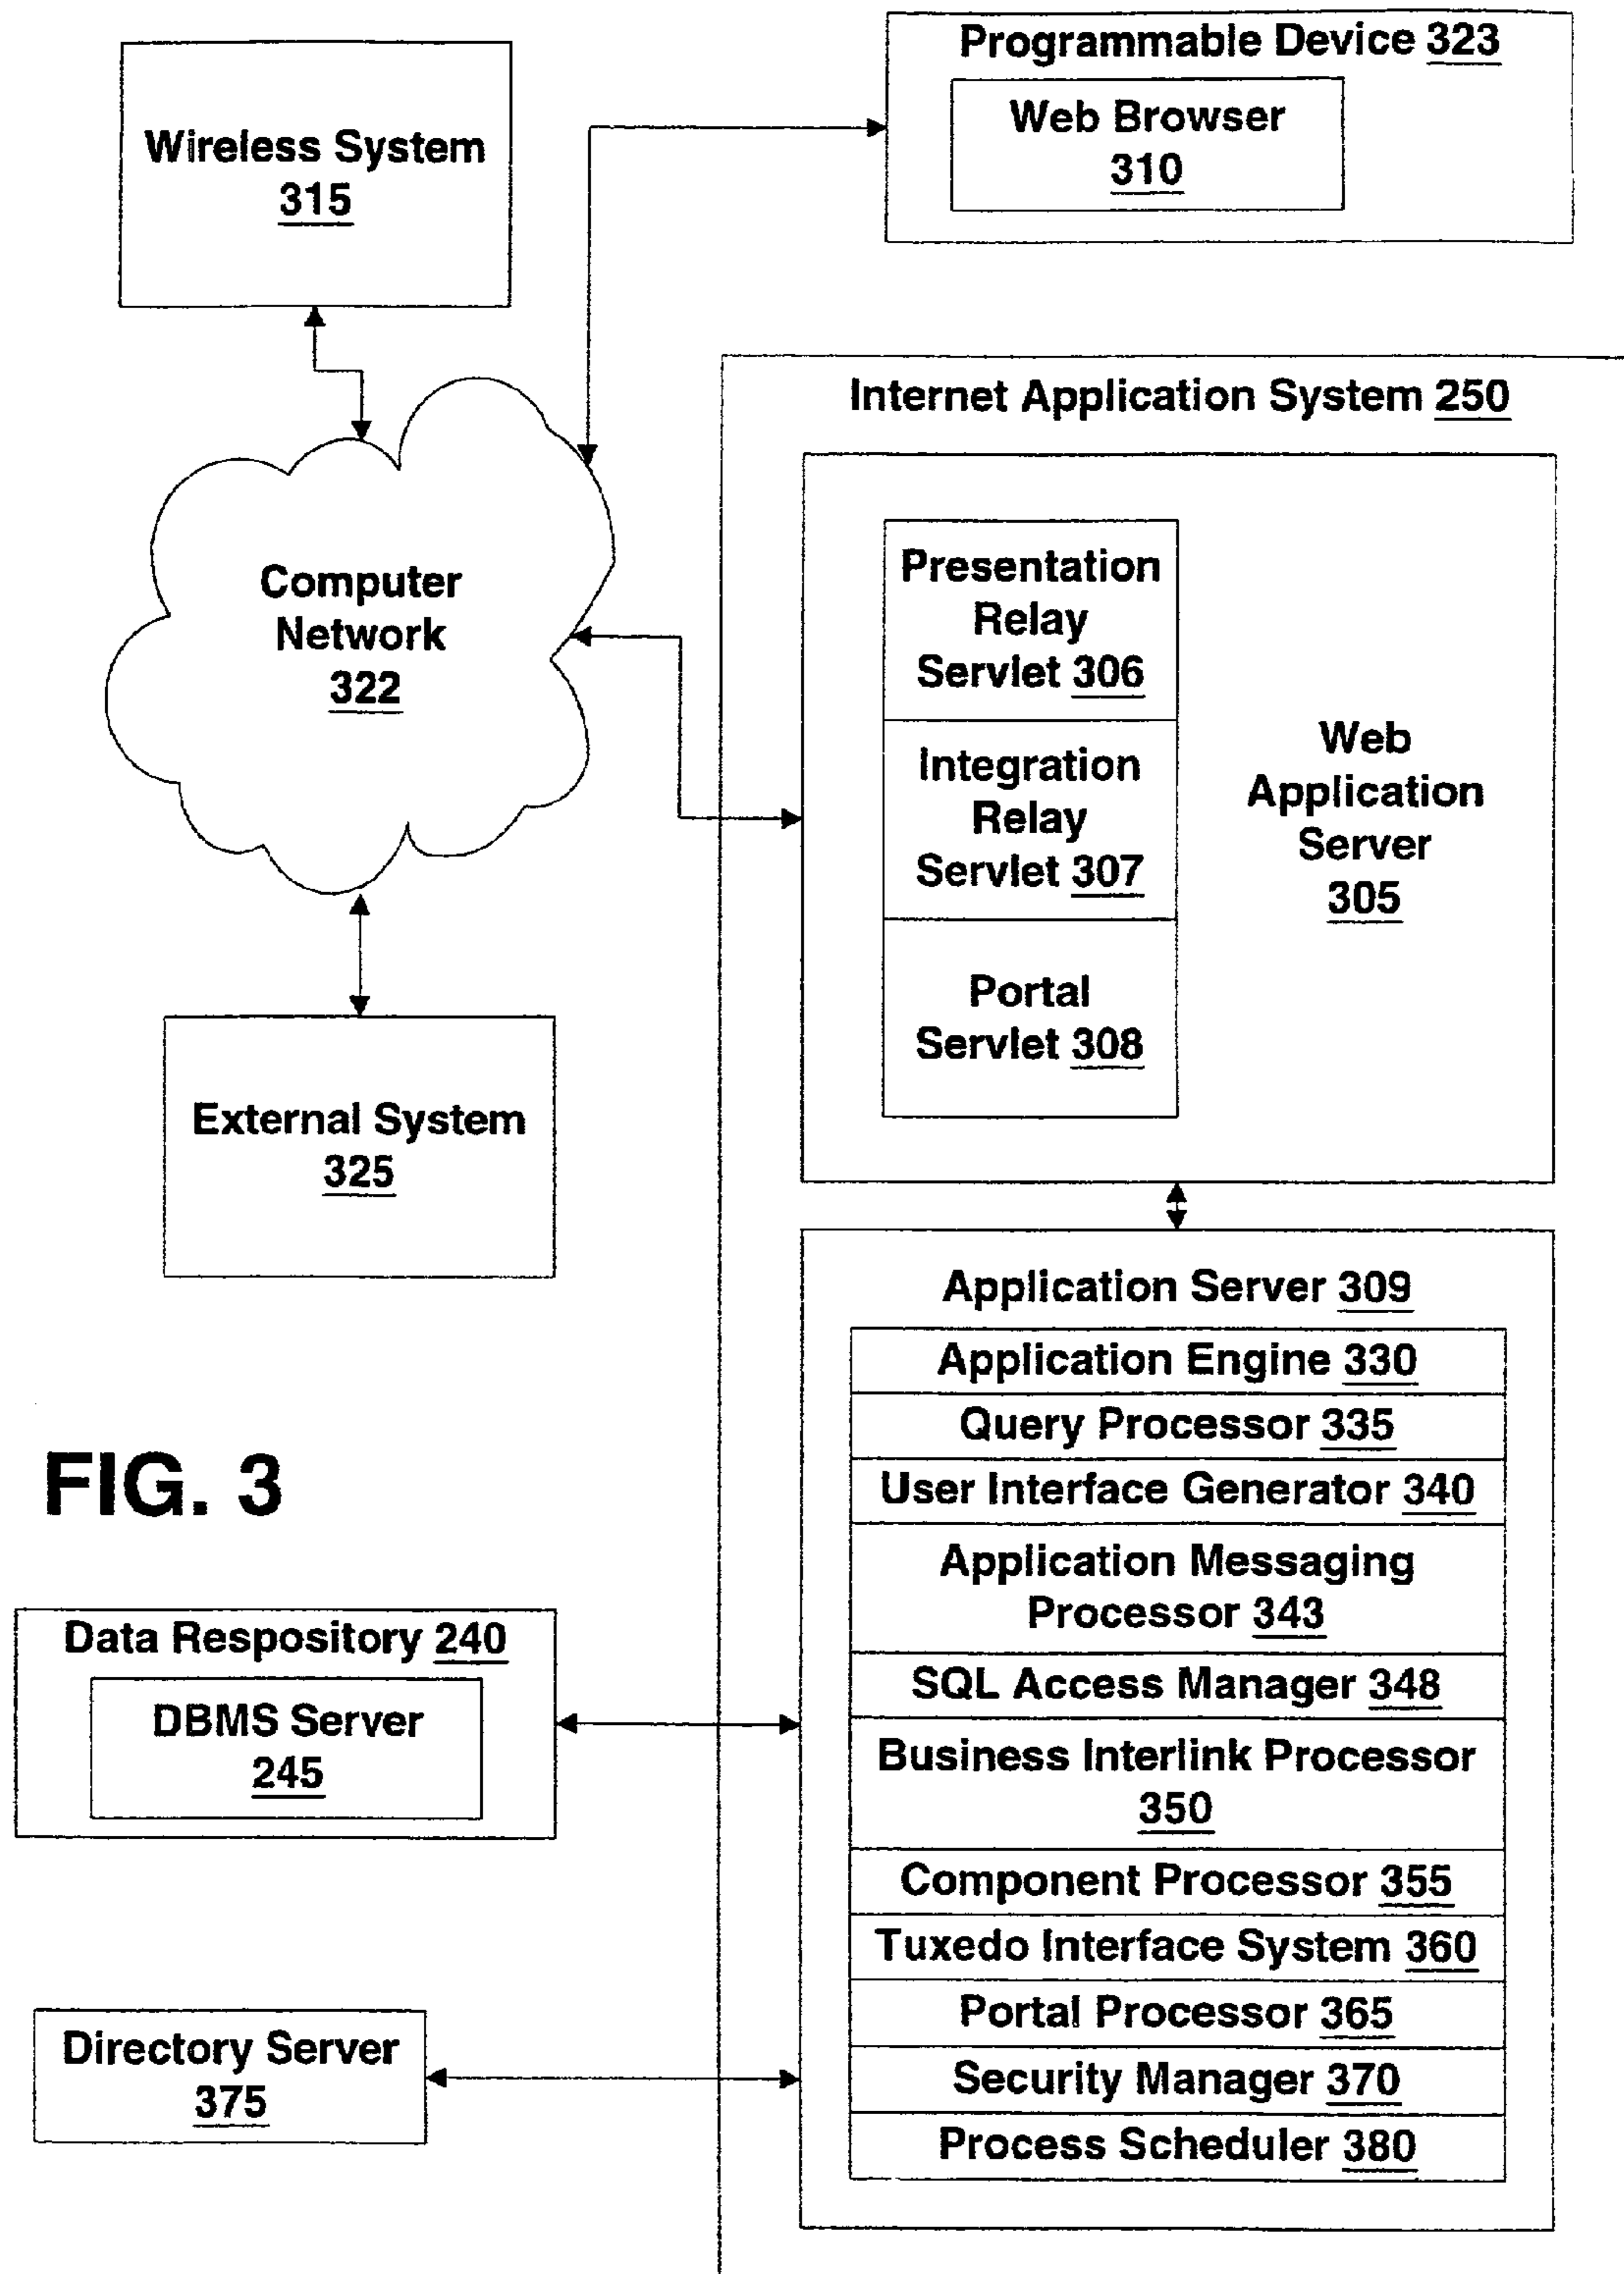 Programmable Device 323
Web Browser
310
Wireless System
315
Internet Application System 250
Computer
Network
322
Presentation
Relay
Servlet 306
Integration
Relay
Servlet 307
Portal
Servlet 308
Web
Application
Server
305
External System
325
Application Server 309
Application Engine 330
Query Processor 335
User Interface Generator 340
Application Messaging
Processor 343
SQL Access Manager 348
Business Interlink Processor
350
Component Processor 355
Tuxedo Interface System 360
Portal Processor 365
Security Manager 370
Process Scheduler 380
FIG. 3
Data Respository 240
DBMS Server
245
Directory Server
375